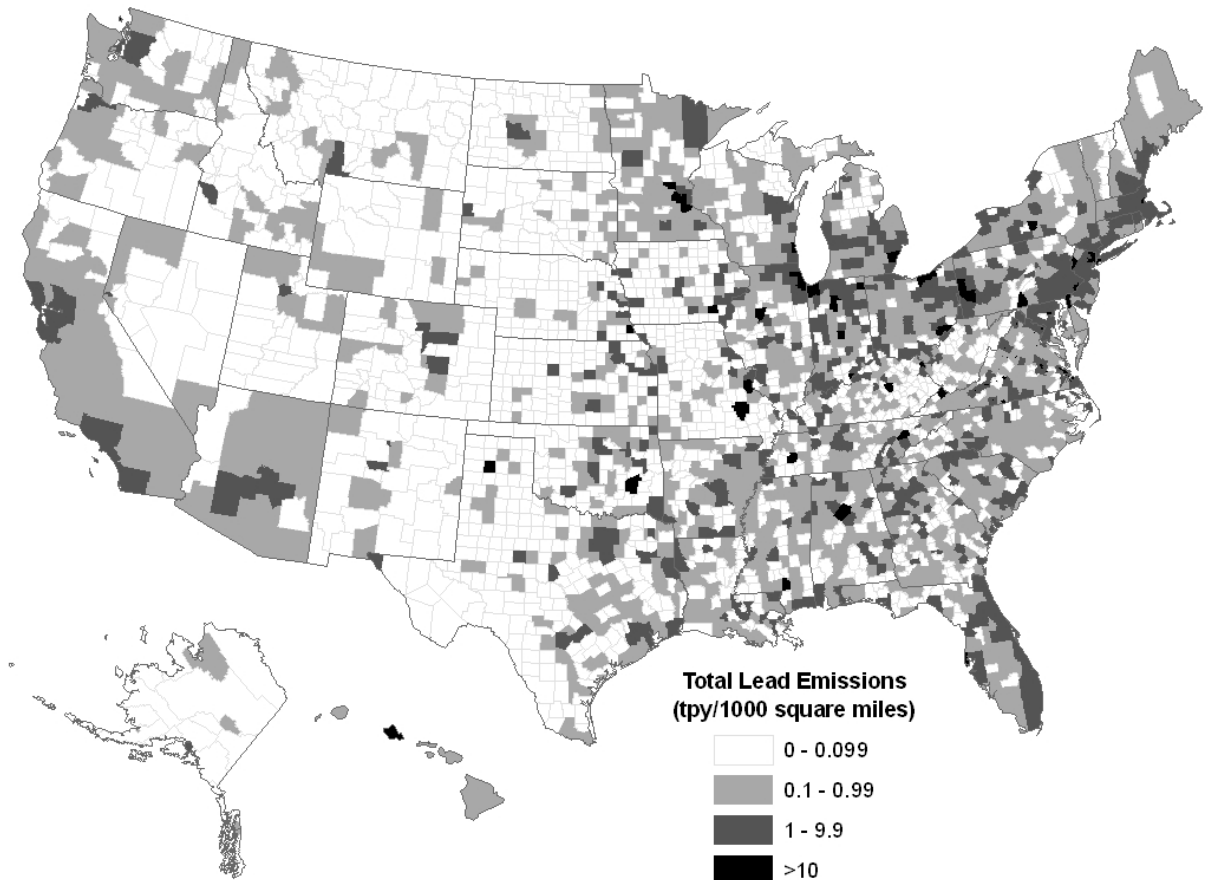 Total Lead Emissions
(tpy/1000 square miles)
0 - 0.099
0.1 - 0.99
1 - 9.9
>10